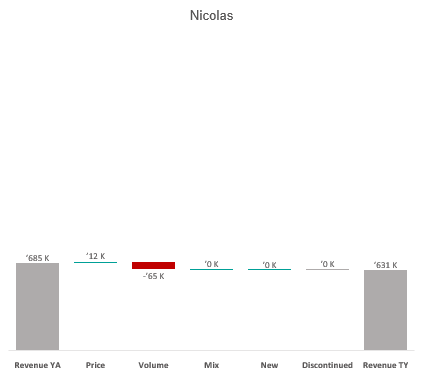 Nicolas
‘685 K
‘12 K
-‘65 K
‘0 K
‘0 K
‘0 K
‘631 K
Revenue YA Price Volume Mix New Discontinued Revenue TY